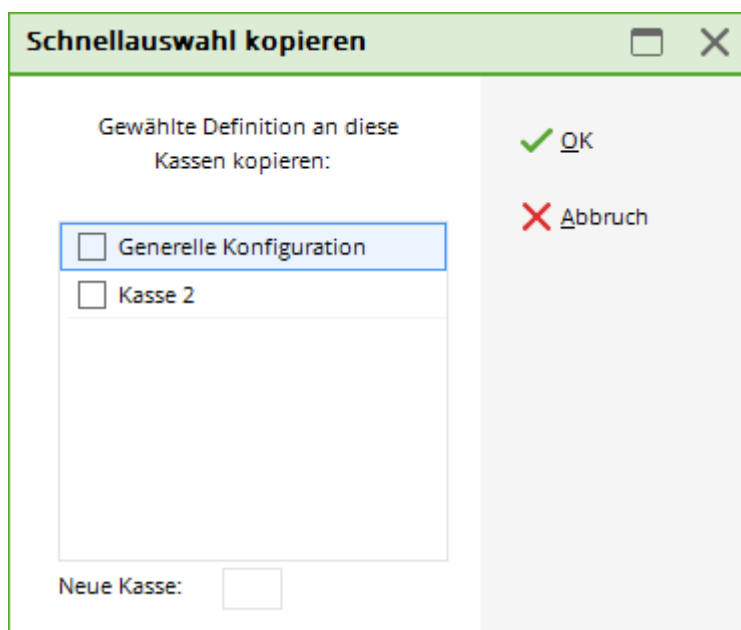 Schnellauswahl kopieren
Gewählte Definition an diese
Kassen kopieren:
OK
Abbruch
Generelle Konfiguration
Kasse 2
Neue Kasse: